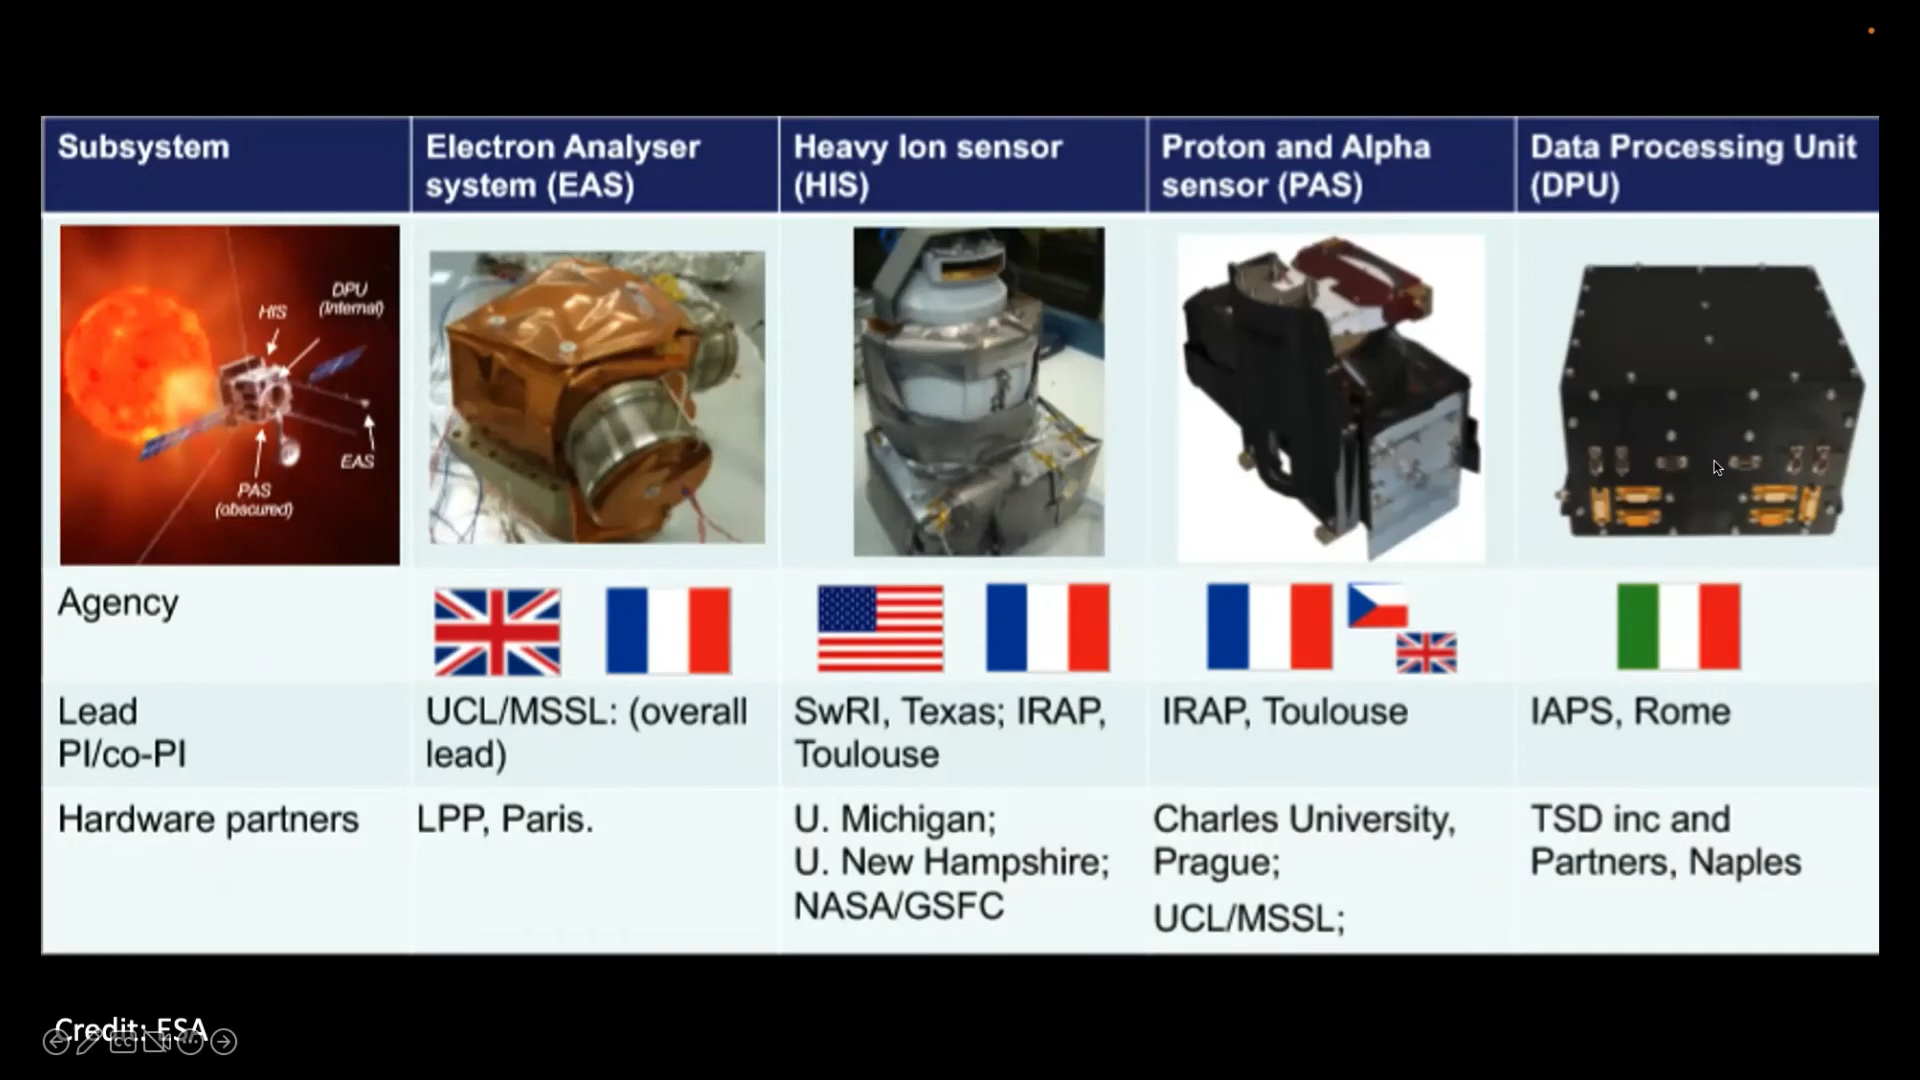 Subsystem
Electron Analyser
system (EAS)
Heavy Ion sensor
(HIS)
Proton and Alpha
sensor (PAS)
Data Processing Unit
(DPU)
HIS
DPU
(Internal)
EAS
PAS
(obscured)
Agency
Lead
PI/co-PI
UCL/MSSL: (overall
lead)
SwRI, Texas; IRAP,
Toulouse
IRAP, Toulouse
IAPS, Rome
Hardware partners
LPP, Paris.
U. Michigan;
U. New Hampshire;
NASA/GSFC
Charles University,
Prague;
UCL/MSSL;
TSD inc and
Partners, Naples
Credit: ESA
CC